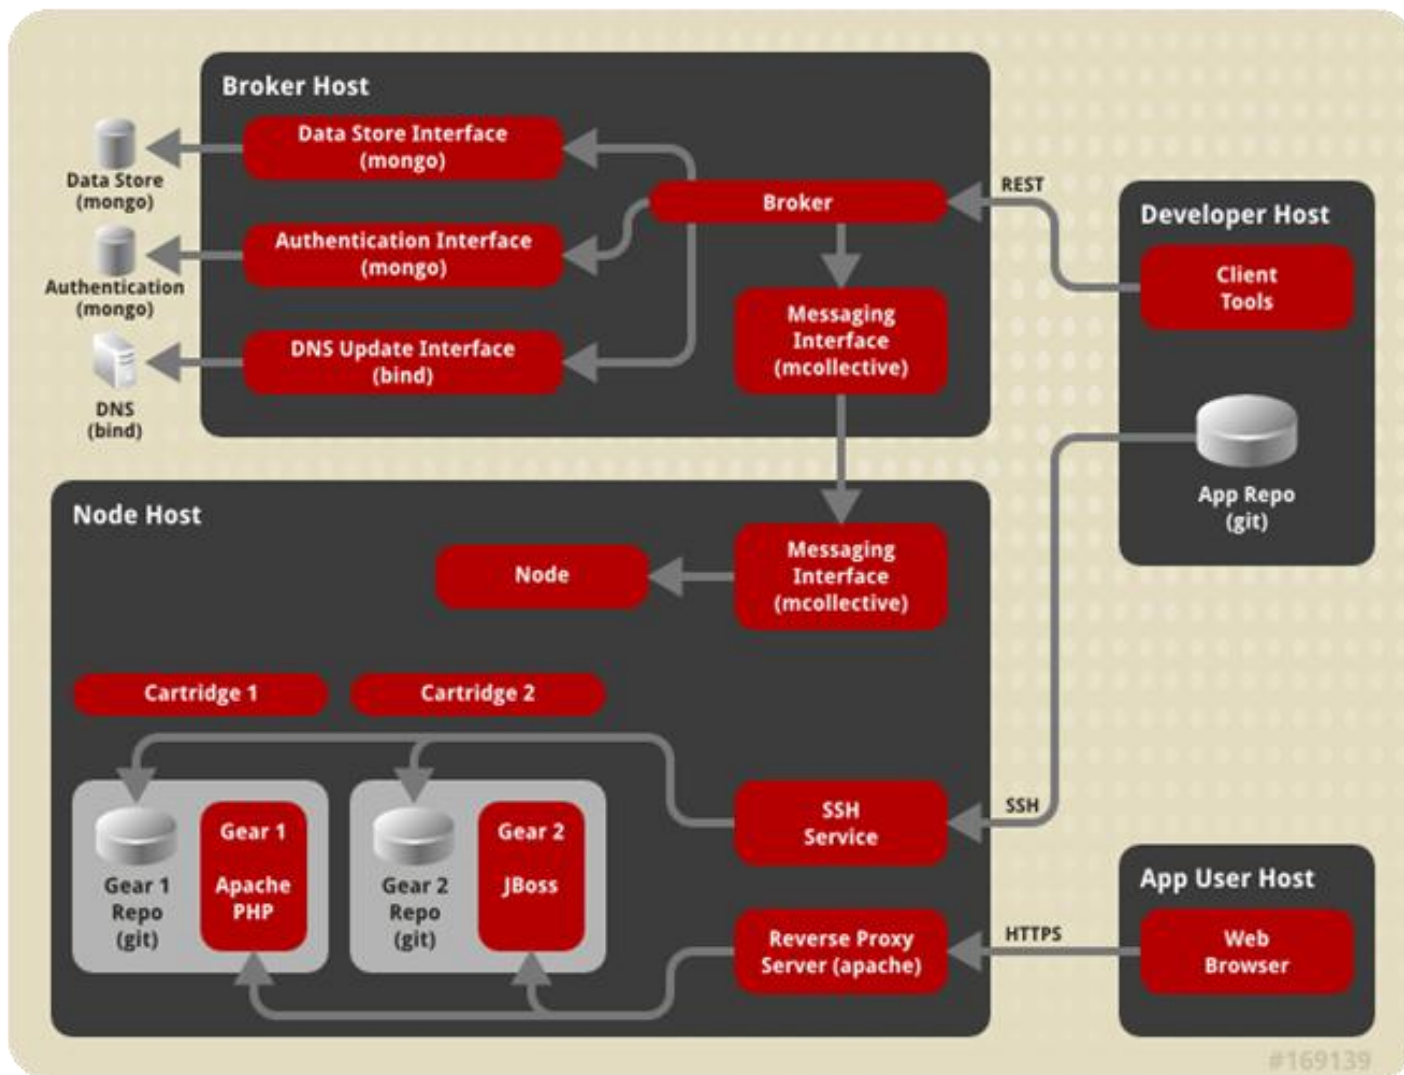 Broker Host
Data Store Interface
(mongo)
Data Store
(mongo)
Broker
REST
Authentication Interface
(mongo)
Authentication
(mongo)
Messaging
Interface
(mcollective)
DNS Update Interface
(bind)
DNS
(bind)
Developer Host
Client
Tools
App Repo
(git)
Node Host
Node
Messaging
Interface
(mcollective)
Cartridge 1
Cartridge 2
Gear 1
Repo
(git)
Gear 1
Apache
PHP
Gear 2
Repo
(git)
Gear 2
JBoss
SSH
Service
SSH
Reverse Proxy
Server (apache)
HTTPS
App User Host
Web
Browser
#169139